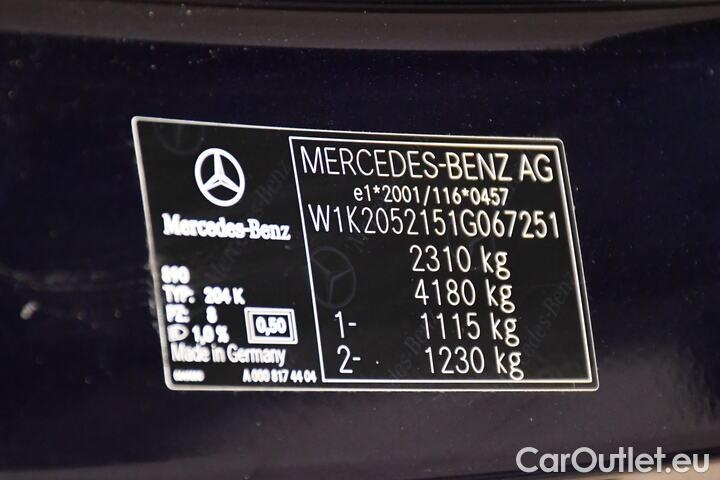 MERCEDES-BENZ AG
e1*2001/116*0457
W1K2052151G067251
2310 kg
4180 kg
1- 1115 kg
2- 1230 kg
Mercedes-Benz
890
TYP: 204 K
PZ: 8
1,0 %
0,50
Made in Germany
A 000 817 44 04
CarOutlet.eu